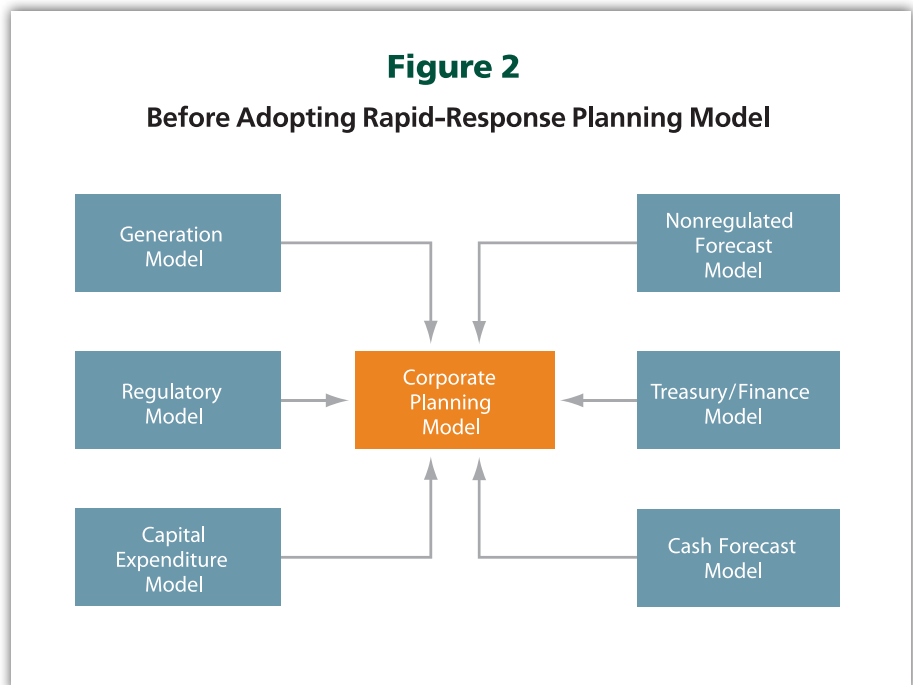 Figure 2
Before Adopting Rapid-Response Planning Model
Generation
Model
Nonregulated
Forecast
Model
Regulatory
Model
Corporate
Planning
Model
Treasury/Finance
Model
Capital
Expenditure
Model
Cash Forecast
Model